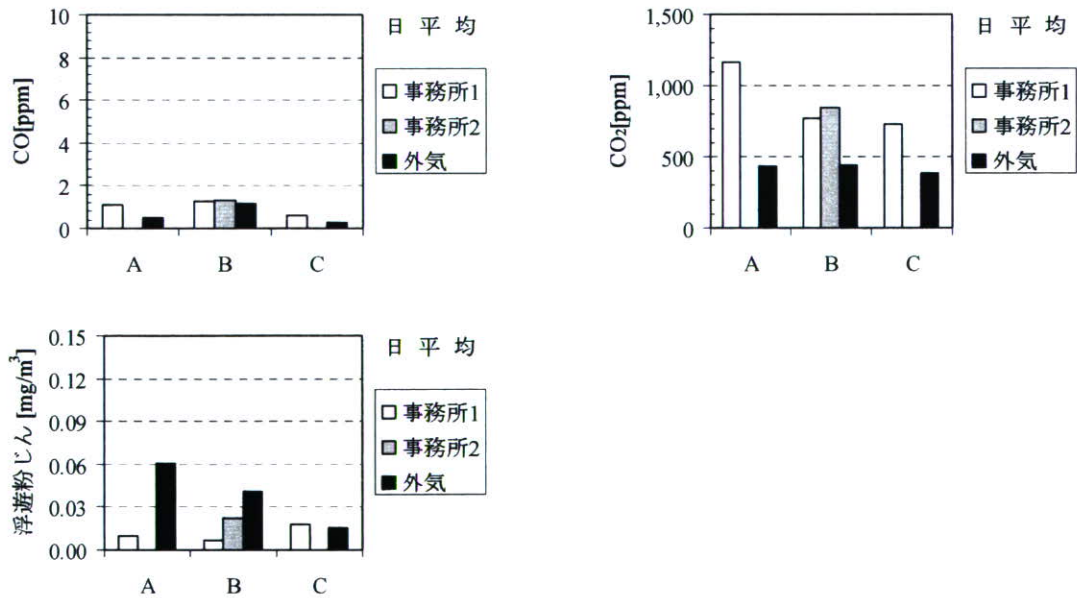 日 平 均
CO[ppm]
10
8
6
4
2
0
A B C
事務所1
事務所2
外気
日 平 均
CO₂[ppm]
1,500
1,000
500
0
A B C
事務所1
事務所2
外気
日 平 均
浮遊粉じん [mg/m³]
0.15
0.12
0.09
0.06
0.03
0.00
A B C
事務所1
事務所2
外気